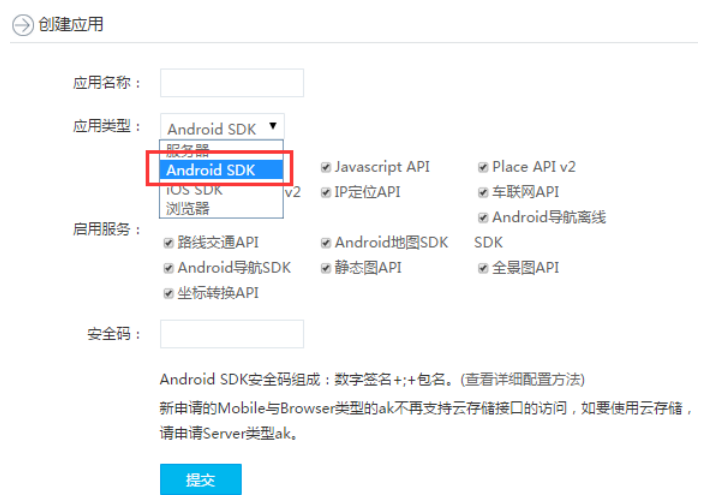 创建应用
应用名称：
应用类型： Android SDK
服务器
Android SDK Javascript API Place API v2
iOS SDK v2 IP定位API 车联网API
浏览器
Android导航离线
启用服务： 路线交通API Android地图SDK SDK
Android导航SDK 静态图API 全景图API
坐标转换API
安全码：
Android SDK安全码组成：数字签名+;+包名。(查看详细配置方法)
新申请的Mobile与Browser类型的ak不再支持云存储接口的访问，如要使用云存储，
请申请Server类型ak。
提交